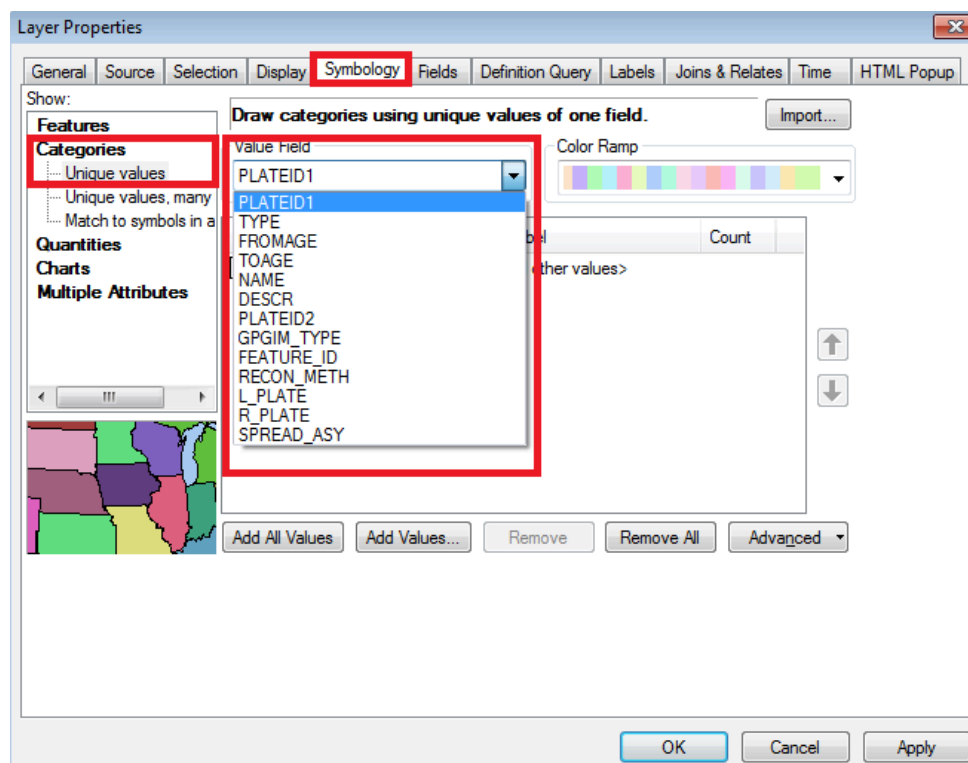 Layer Properties
General Source Selection Display Symbology Fields Definition Query Labels Joins & Relates Time HTML Popup
Show:
Features
Categories
Unique values
Unique values, many
Match to symbols in a
Quantities
Charts
Multiple Attributes
Draw categories using unique values of one field.
Import...
Value Field
PLATEID1
Color Ramp
PLATEID1
TYPE
FROMAGE
TOAGE
NAME
DESCR
PLATEID2
GPGIM_TYPE
FEATURE_ID
RECON_METH
L_PLATE
R_PLATE
SPREAD_ASY
bel Count
other values>
Add All Values Add Values... Remove Remove All Advanced
OK Cancel Apply